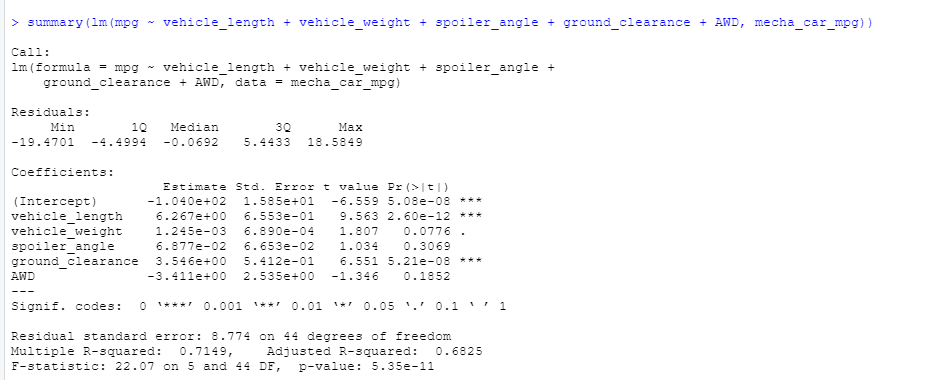 > summary(lm(mpg ~ vehicle_length + vehicle_weight + spoiler_angle + ground_clearance + AWD, mecha_car_mpg))
Call:
lm(formula = mpg ~ vehicle_length + vehicle_weight + spoiler_angle +
    ground_clearance + AWD, data = mecha_car_mpg)
Residuals:
     Min       1Q   Median       3Q      Max
-19.4701  -4.4994  -0.0692   5.4433  18.5849
Coefficients:
                   Estimate Std. Error t value Pr(>|t|)
(Intercept)      -1.040e+02  1.585e+01  -6.559 5.08e-08 ***
vehicle_length    6.267e+00  6.553e-01   9.563 2.60e-12 ***
vehicle_weight    1.245e-03  6.890e-04   1.807   0.0776 .
spoiler_angle     6.877e-02  6.653e-02   1.034   0.3069
ground_clearance  3.546e+00  5.412e-01   6.551 5.21e-08 ***
AWD              -3.411e+00  2.535e+00  -1.346   0.1852
---
Signif. codes:  0 ‘***’ 0.001 ‘**’ 0.01 ‘*’ 0.05 ‘.’ 0.1 ‘ ’ 1
Residual standard error: 8.774 on 44 degrees of freedom
Multiple R-squared:  0.7149,    Adjusted R-squared:  0.6825
F-statistic: 22.07 on 5 and 44 DF,  p-value: 5.35e-11